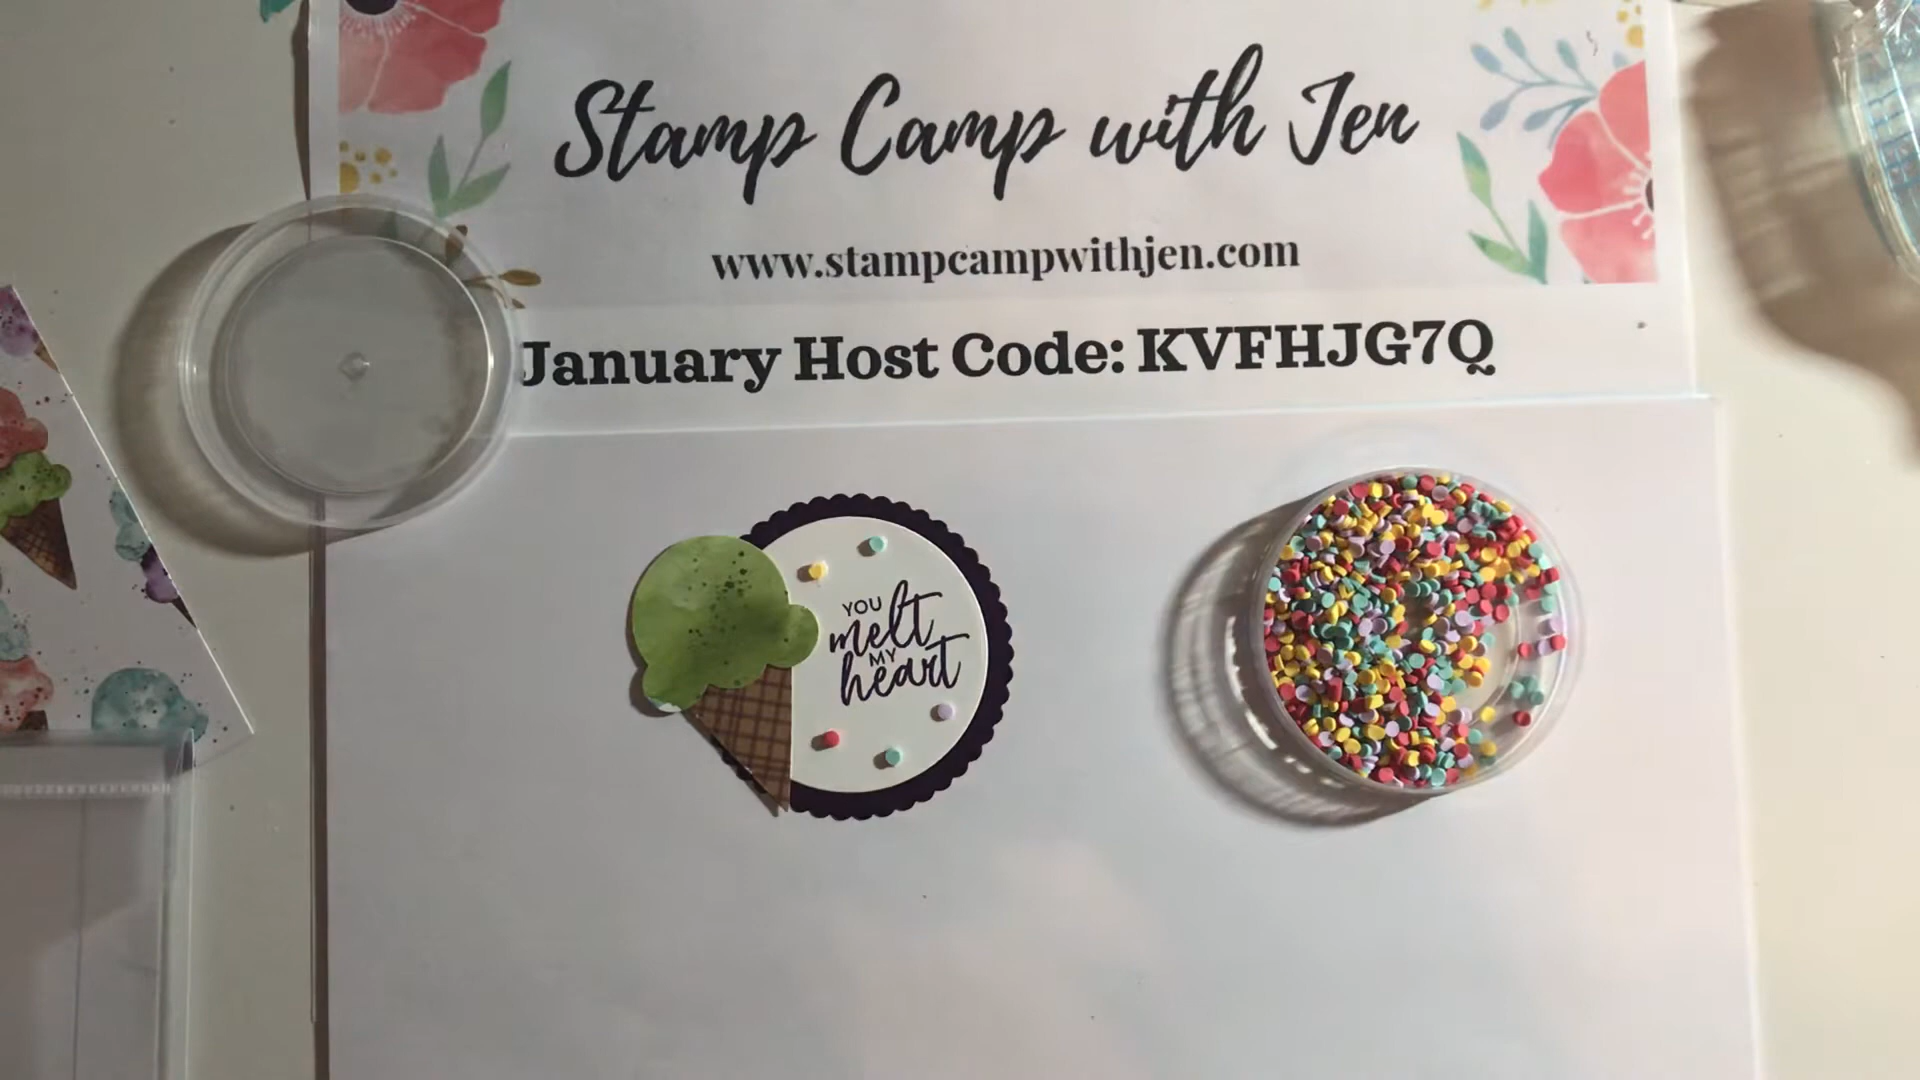 Stamp Camp with Jen
www.stampcampwithjen.com
January Host Code: KVFHJG7Q
YOU
melt
MY
heart